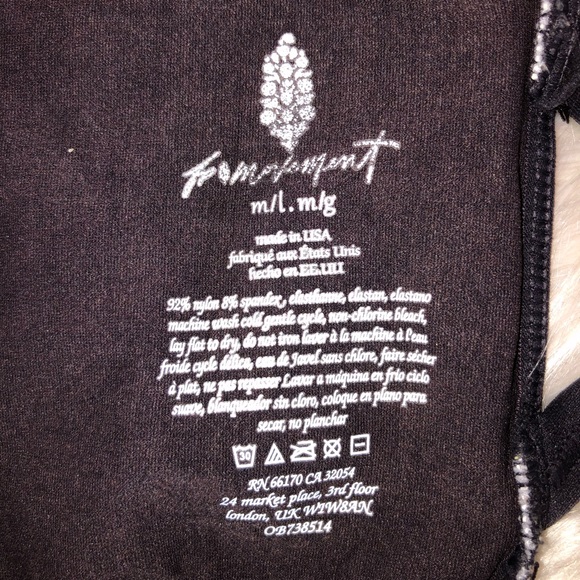 movement
m/l . m/g
made in USA
fabriqué aux États Unis
hecho en EE.UU
92% nylon 8% spandex, elasthanne, elastan, elastano
machine wash cold gentle cycle, non-chlorine bleach,
lay flat to dry, do not iron laver à la machine à l'eau
froide cycle délica, eau de Javel sans chlore, faire sécher
à plat, ne pas repasser Lavar a máquina en frío ciclo
suave, blanqueador sin cloro, coloque en plano para
secar, no planchar
30
RN 66170 CA 32054
24 market place, 3rd floor
london, UK W1W8AN
OB738514